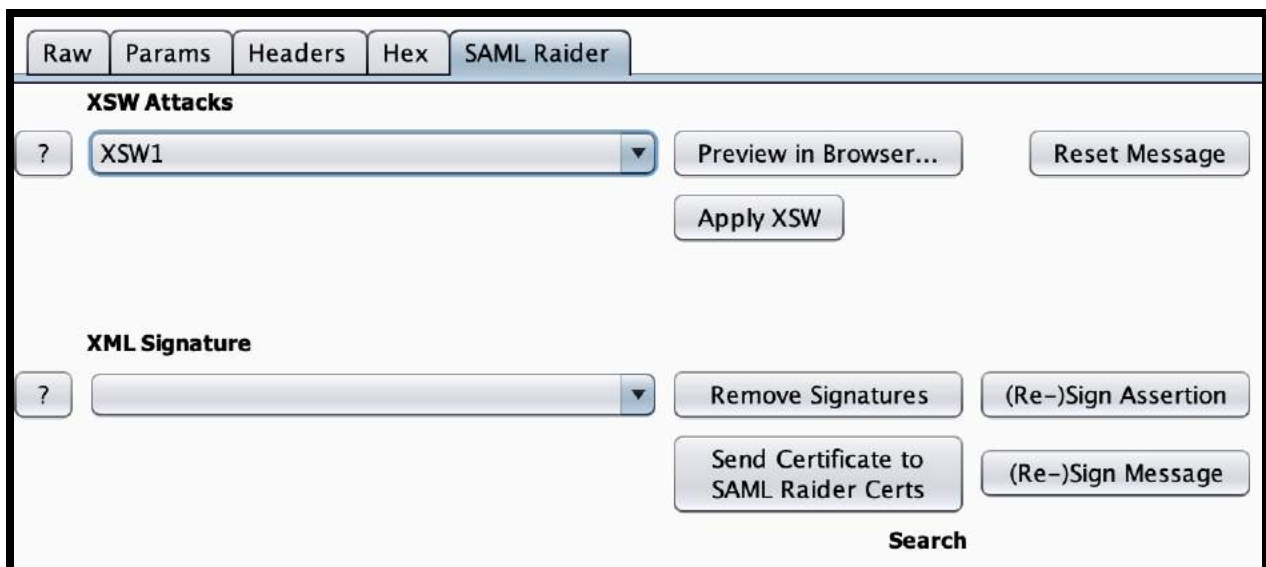 Raw Params Headers Hex SAML Raider
XSW Attacks
? XSW1 Preview in Browser... Reset Message
Apply XSW
XML Signature
? Remove Signatures (Re-)Sign Assertion
Send Certificate to
SAML Raider Certs
(Re-)Sign Message
Search